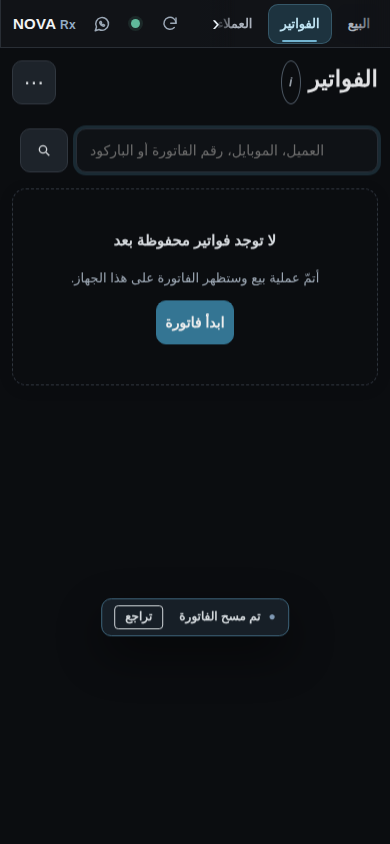 البيع الفواتير العملاء NOVA Rx
الفواتير i
العميل، الموبايل، رقم الفاتورة أو الباركود
لا توجد فواتير محفوظة بعد
أتمّ عملية بيع وستظهر الفاتورة على هذا الجهاز.
ابدأ فاتورة
تم مسح الفاتورة تراجع